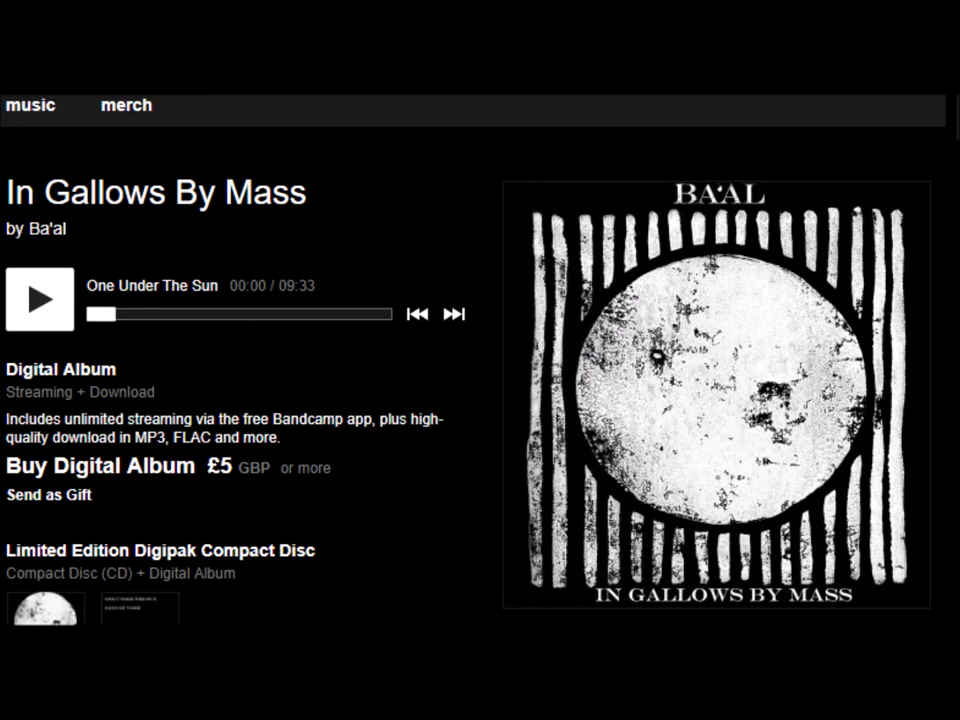 music merch
In Gallows By Mass
by Ba'al
One Under The Sun 00:00 / 09:33
Digital Album
Streaming + Download
Includes unlimited streaming via the free Bandcamp app, plus high-
quality download in MP3, FLAC and more.
Buy Digital Album £5 GBP or more
Send as Gift
Limited Edition Digipak Compact Disc
Compact Disc (CD) + Digital Album
BA'AL
IN GALLOWS BY MASS